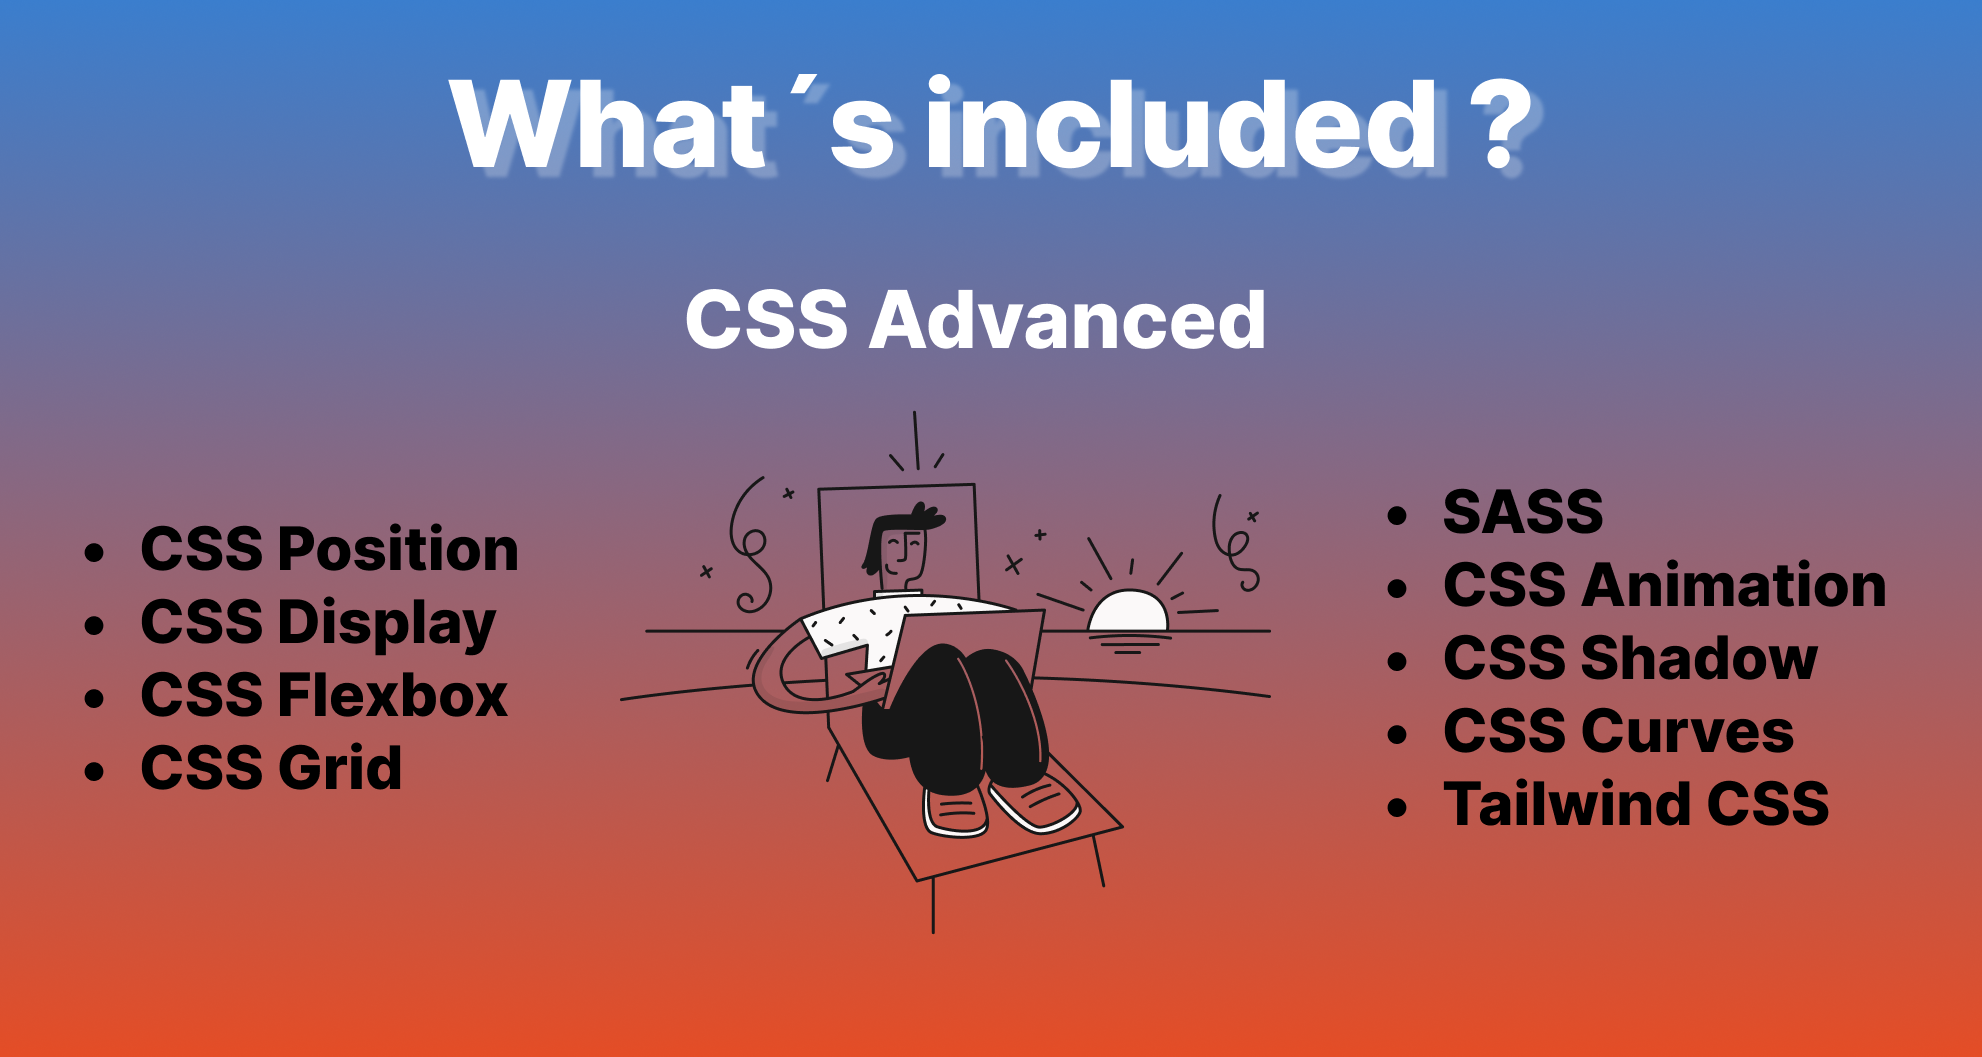 What´s included ?
CSS Advanced
• CSS Position
• CSS Display
• CSS Flexbox
• CSS Grid
• SASS
• CSS Animation
• CSS Shadow
• CSS Curves
• Tailwind CSS